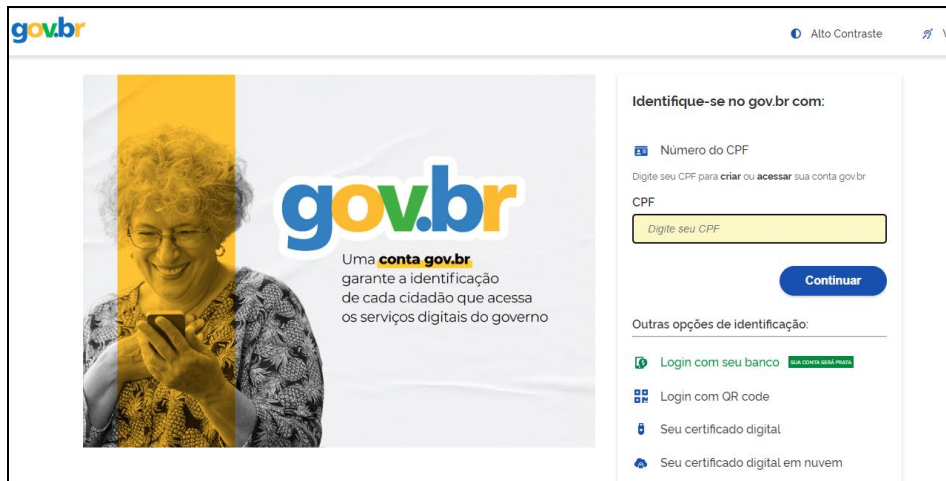 gov.br
Alto Contraste
V
gov.br
Uma conta gov.br
garante a identificação
de cada cidadão que acessa
os serviços digitais do governo
Identifique-se no gov.br com:
Número do CPF
Digite seu CPF para criar ou acessar sua conta gov.br
CPF
Digite seu CPF
Continuar
Outras opções de identificação:
Login com seu banco SUA CONTA SERÁ PRATA
Login com QR code
Seu certificado digital
Seu certificado digital em nuvem